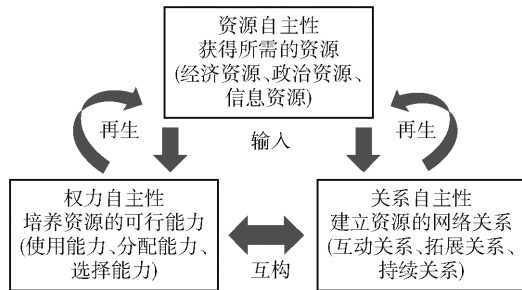 资源自主性
获得所需的资源
(经济资源、政治资源、
信息资源)
再生
输入
再生
权力自主性
培养资源的可行能力
(使用能力、分配能力、
选择能力)
互构
关系自主性
建立资源的网络关系
(互动关系、拓展关系、
持续关系)